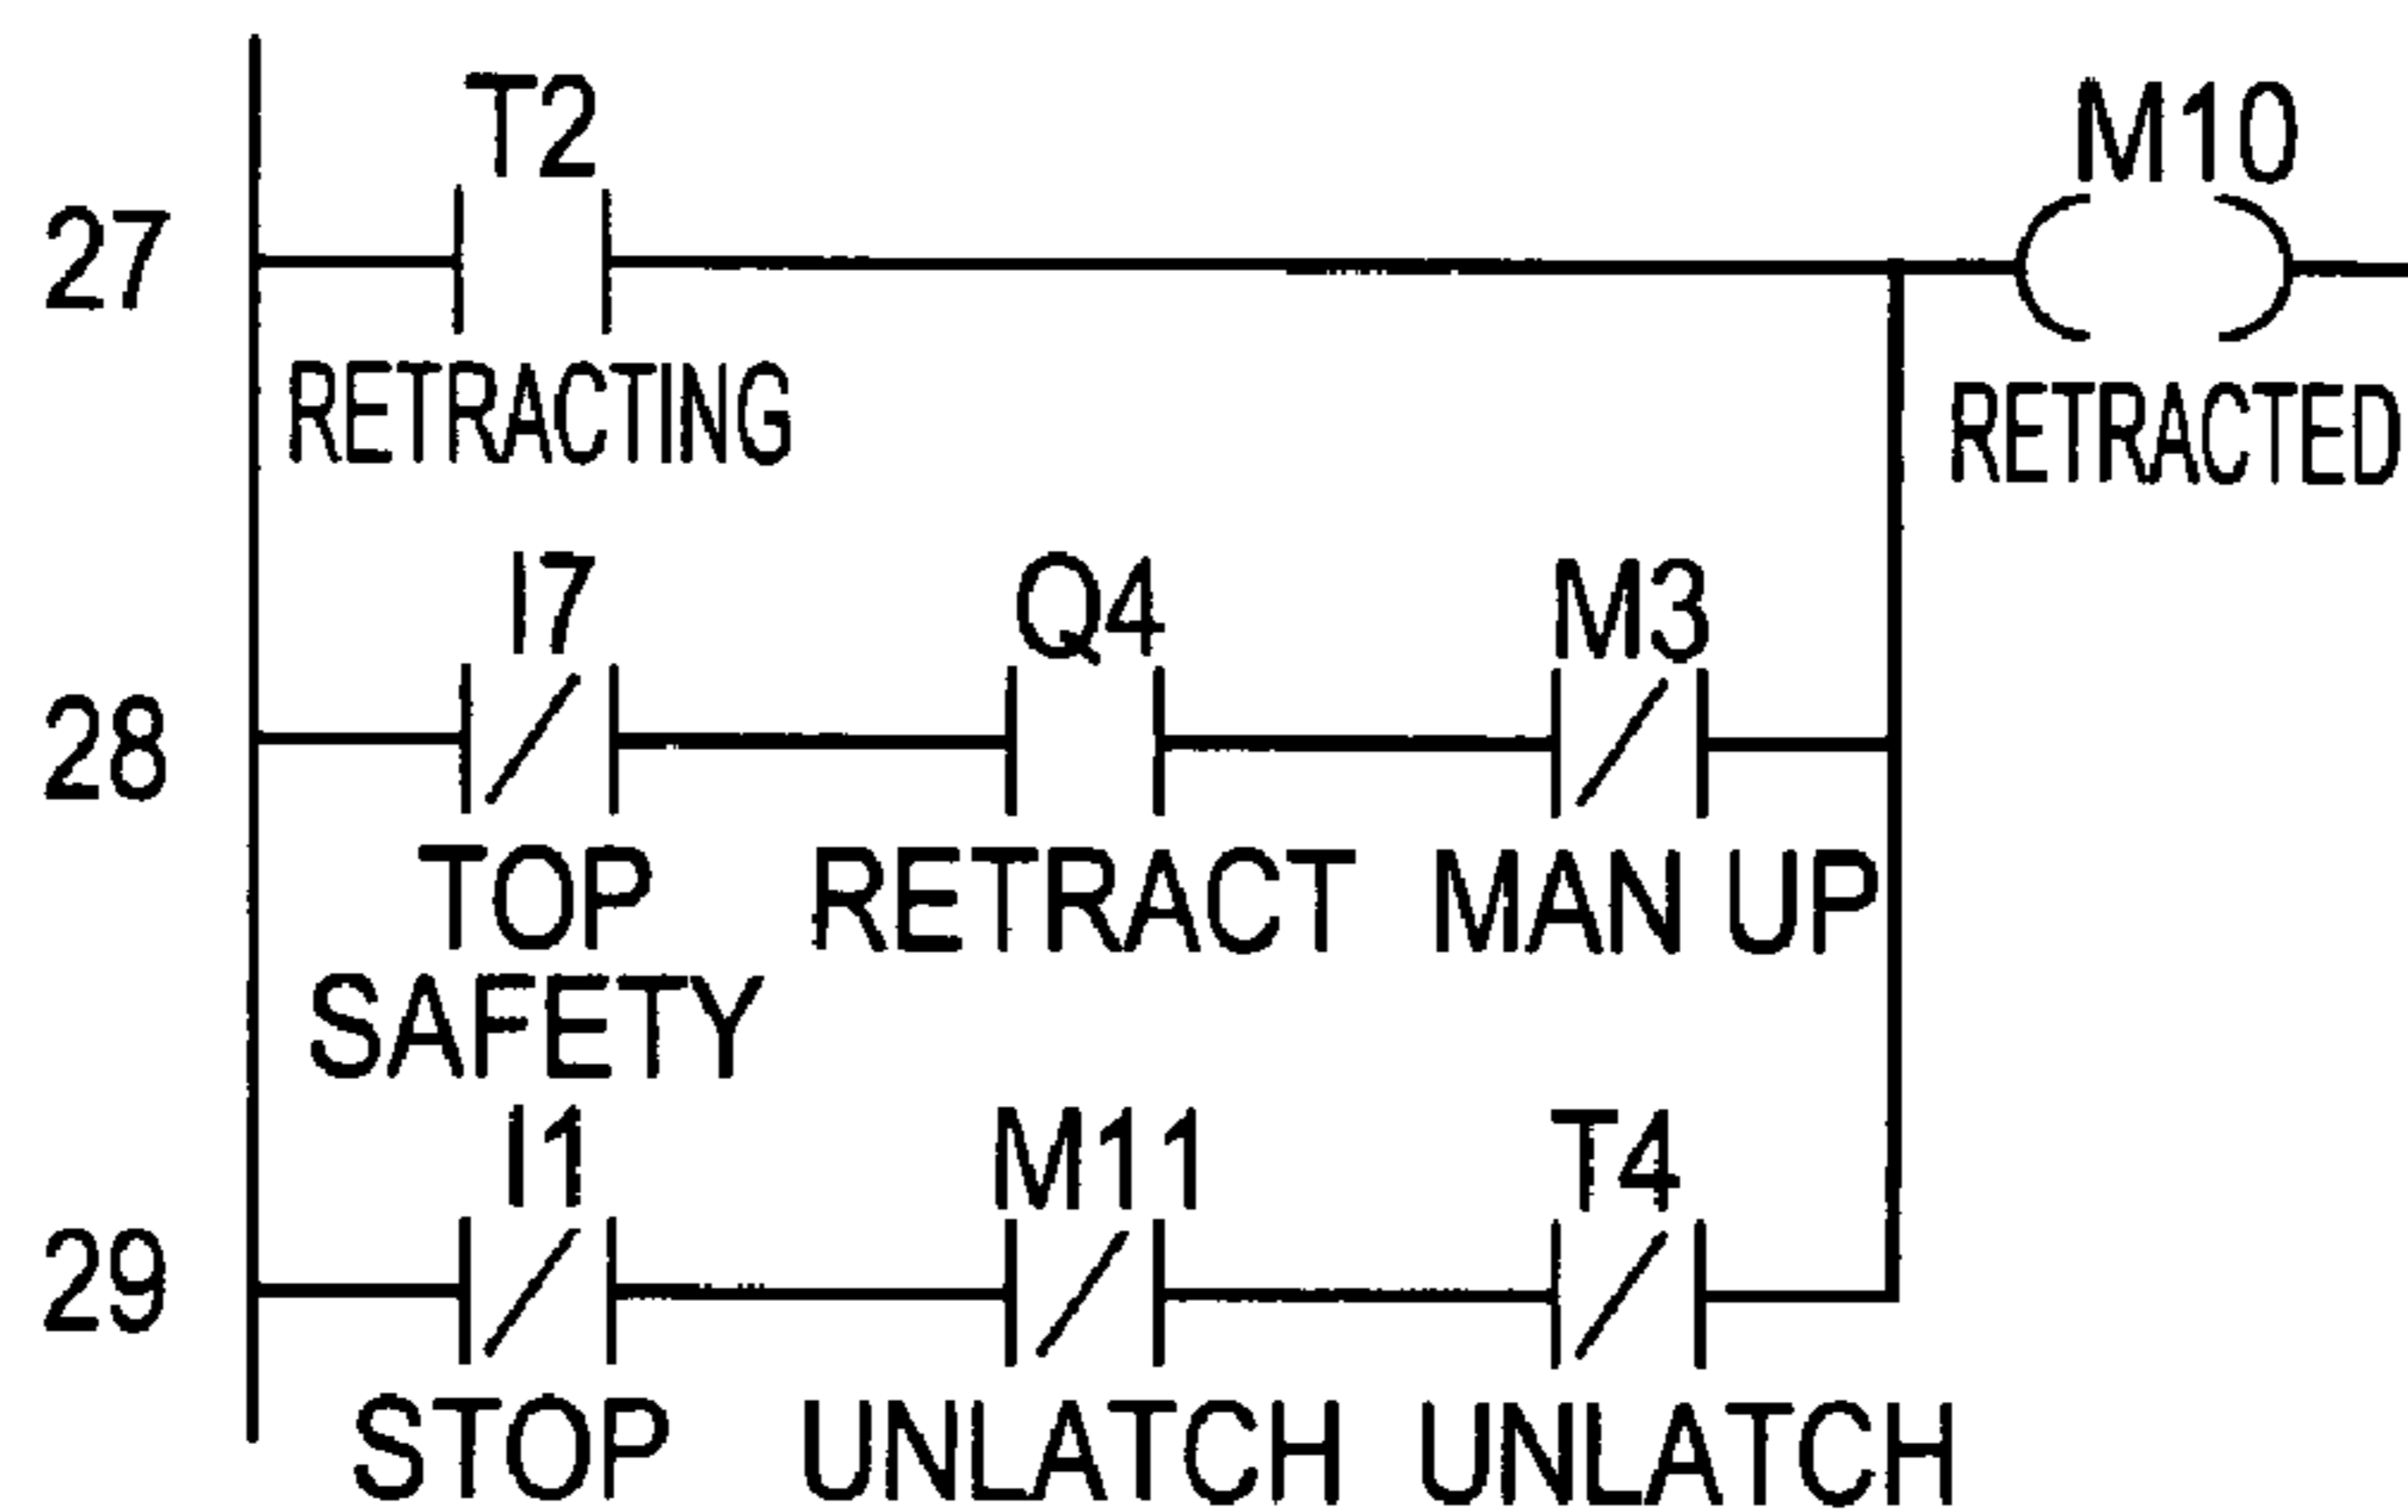 T2 M10
27
RETRACTING RETRACTED
I7 Q4 M3
28
TOP RETRACT MAN UP
SAFETY
I1 M11 T4
29
STOP UNLATCH UNLATCH